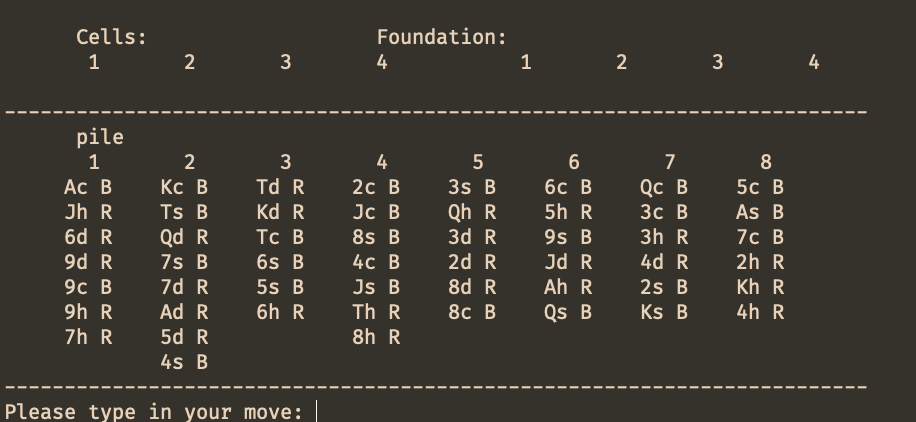 Cells: Foundation:
1 2 3 4 1 2 3 4
------------------------------------------------------------------------
pile
1 2 3 4 5 6 7 8
Ac B Kc B Td R 2c B 3s B 6c B Qc B 5c B
Jh R Ts B Kd R Jc B Qh R 5h R 3c B As B
6d R Qd R Tc B 8s B 3d R 9s B 3h R 7c B
9d R 7s B 6s B 4c B 2d R Jd R 4d R 2h R
9c B 7d R 5s B Js B 8d R Ah R 2s B Kh R
9h R Ad R 6h R Th R 8c B Qs B Ks B 4h R
7h R 5d R 8h R
4s B
------------------------------------------------------------------------
Please type in your move: